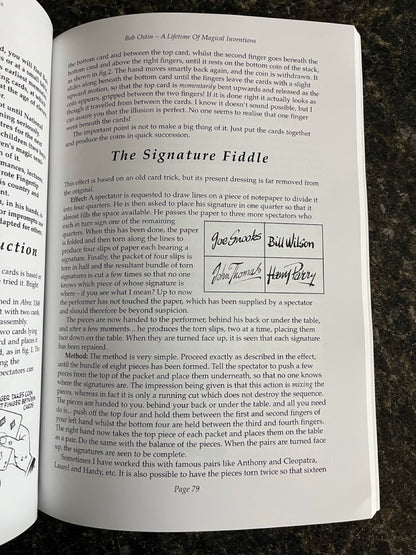 Bob Ostin – A Lifetime Of Magical Inventions
the bottom card and between the top card, whilst the second finger goes beneath the
bottom card and above the right fingers, until it rests on the bottom coin of the stack,
as shown in fig.2. The hand moves smartly back again, and the coin is withdrawn. It
slides along beneath the bottom card until the fingers leave the cards with a slight
upward motion, so that the top card is momentarily bent upwards and released as the
coin appears, gripped between the two fingers! If it is done right it actually looks as
though it travelled from between the cards. I know it doesn't sound possible, but I
can assure you that the illusion is perfect. No one seems to realise that one finger
went beneath the cards!
The important point is not to make a big thing of it. Just put the cards together
and produce the coins in quick succession.
The Signature Fiddle
This effect is based on an old card trick, but its present dressing is far removed from
the original.
Effect: A spectator is requested to draw lines on a piece of notepaper to divide it
into four quarters. He is then asked to place his signature in one quarter so that it
almost fills the space available. He passes the paper to three more spectators who
each in turn sign one of the remaining
quarters. When this has been done, the paper
is folded and then torn along the lines to
produce four slips of paper each bearing a
signature. Finally, the packet of four slips is
torn in half and the resultant bundle of torn
signatures is cut a few times so that no one
knows which piece of whose signature is
where – if you see what I mean? Up to now
Joe Snooks
Bill Wilson
John Thomas
Harry Perry
the performer has not touched the paper, which has been supplied by a spectator
and should therefore be beyond suspicion.
The pieces are now handed to the performer, behind his back or under the table,
and after a few moments... he produces the torn slips, two at a time, placing them
face down on the table. When they are turned face up, it is seen that each signature
has been repaired.
Method: The method is very simple. Proceed exactly as described in the effect,
until the bundle of eight pieces has been formed. Tell the spectator to push a few
pieces from the top of the packet and place them underneath, so that no one knows
where the signatures are. The impression being given is that this action is mixing the
pieces, whereas in fact it is only a running cut which does not destroy the sequence.
The pieces are handed to you. behind your back or under the table, and all you need
do is... push off the top four and hold them between the first and second fingers of
your left hand whilst the bottom four are held between the third and fourth fingers.
The right hand now takes the top piece of each packet and places them on the table
as a pair. Do the same with the balance of the pieces. When the pairs are turned face
up, the signatures are seen to be complete.
Sometimes I have worked this with famous pairs like Anthony and Cleopatra,
Laurel and Hardy, etc. It is also possible to have the pieces torn twice so that sixteen
Page 79